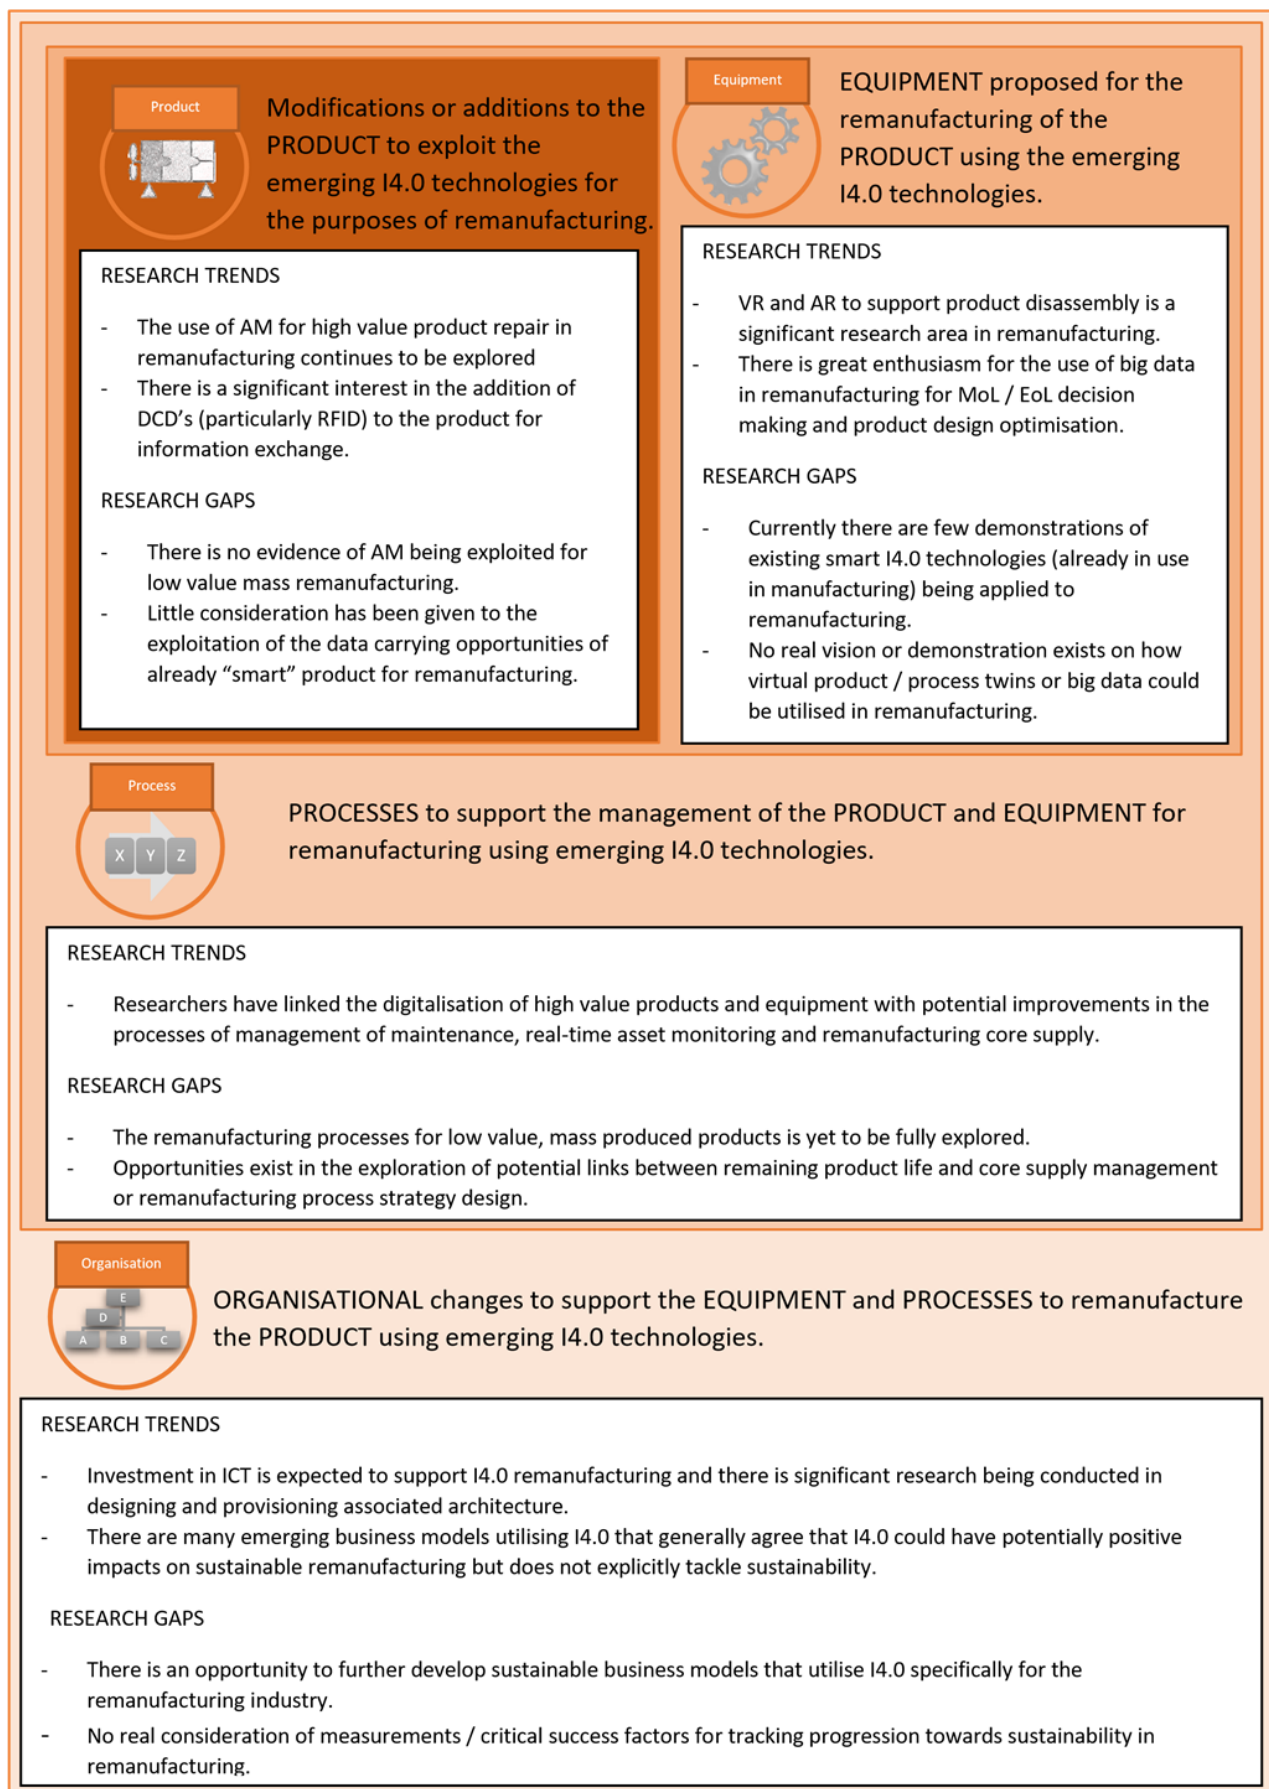 Product
Modifications or additions to the
PRODUCT to exploit the
emerging I4.0 technologies for
the purposes of remanufacturing.
RESEARCH TRENDS
- The use of AM for high value product repair in
remanufacturing continues to be explored
- There is a significant interest in the addition of
DCD's (particularly RFID) to the product for
information exchange.
RESEARCH GAPS
- There is no evidence of AM being exploited for
low value mass remanufacturing.
- Little consideration has been given to the
exploitation of the data carrying opportunities of
already “smart” product for remanufacturing.
Equipment
EQUIPMENT proposed for the
remanufacturing of the
PRODUCT using the emerging
I4.0 technologies.
RESEARCH TRENDS
- VR and AR to support product disassembly is a
significant research area in remanufacturing.
- There is great enthusiasm for the use of big data
in remanufacturing for MoL / EoL decision
making and product design optimisation.
RESEARCH GAPS
- Currently there are few demonstrations of
existing smart I4.0 technologies (already in use
in manufacturing) being applied to
remanufacturing.
- No real vision or demonstration exists on how
virtual product / process twins or big data could
be utilised in remanufacturing.
Process
X Y Z
PROCESSES to support the management of the PRODUCT and EQUIPMENT for
remanufacturing using emerging I4.0 technologies.
RESEARCH TRENDS
- Researchers have linked the digitalisation of high value products and equipment with potential improvements in the
processes of management of maintenance, real-time asset monitoring and remanufacturing core supply.
RESEARCH GAPS
- The remanufacturing processes for low value, mass produced products is yet to be fully explored.
- Opportunities exist in the exploration of potential links between remaining product life and core supply management
or remanufacturing process strategy design.
Organisation
E
D
A B C
ORGANISATIONAL changes to support the EQUIPMENT and PROCESSES to remanufacture
the PRODUCT using emerging I4.0 technologies.
RESEARCH TRENDS
- Investment in ICT is expected to support I4.0 remanufacturing and there is significant research being conducted in
designing and provisioning associated architecture.
- There are many emerging business models utilising I4.0 that generally agree that I4.0 could have potentially positive
impacts on sustainable remanufacturing but does not explicitly tackle sustainability.
RESEARCH GAPS
- There is an opportunity to further develop sustainable business models that utilise I4.0 specifically for the
remanufacturing industry.
- No real consideration of measurements / critical success factors for tracking progression towards sustainability in
remanufacturing.